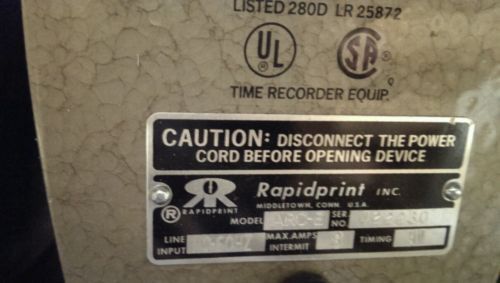 LISTED 280D LR 25872
UL
SA
TIME RECORDER EQUIP.
CAUTION: DISCONNECT THE POWER
CORD BEFORE OPENING DEVICE
Rapidprint INC.
MIDDLETOWN, CONN. U.S.A.
® RAPIDPRINT
MODEL ARC-E SER. NO.
LINE INPUT MAX. AMPS INTERMIT TIMING